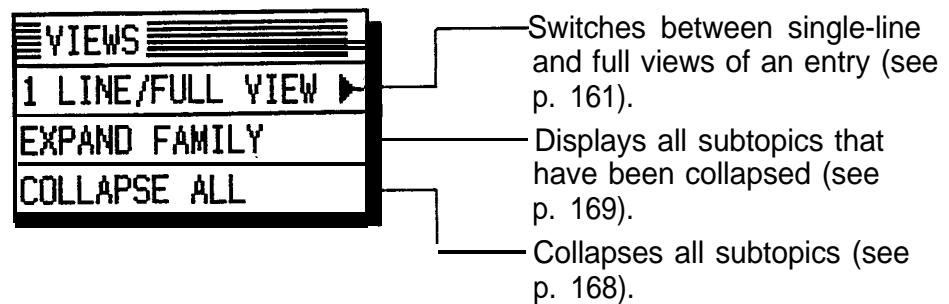 VIEWS
1 LINE/FULL VIEW
EXPAND FAMILY
COLLAPSE ALL
Switches between single-line
and full views of an entry (see
p. 161).
Displays all subtopics that
have been collapsed (see
p. 169).
Collapses all subtopics (see
p. 168).